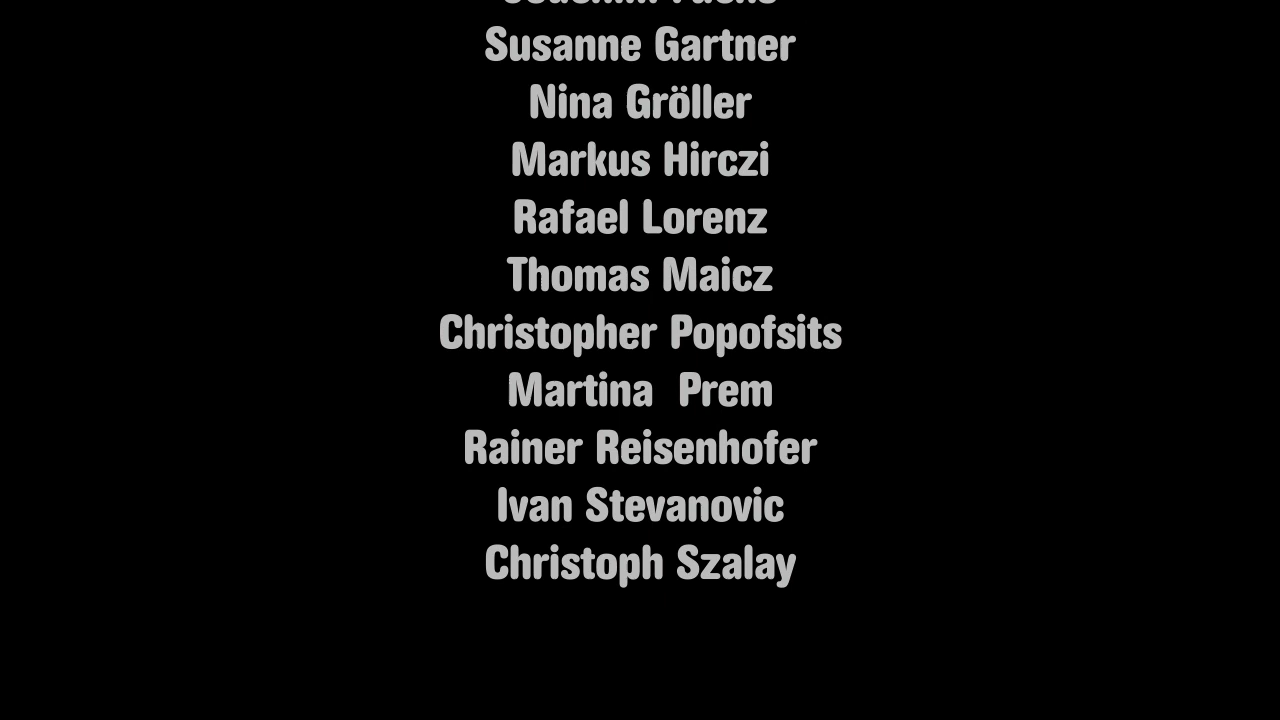 Susanne Gartner
Nina Gröller
Markus Hirczi
Rafael Lorenz
Thomas Maicz
Christopher Popofsits
Martina  Prem
Rainer Reisenhofer
Ivan Stevanovic
Christoph Szalay